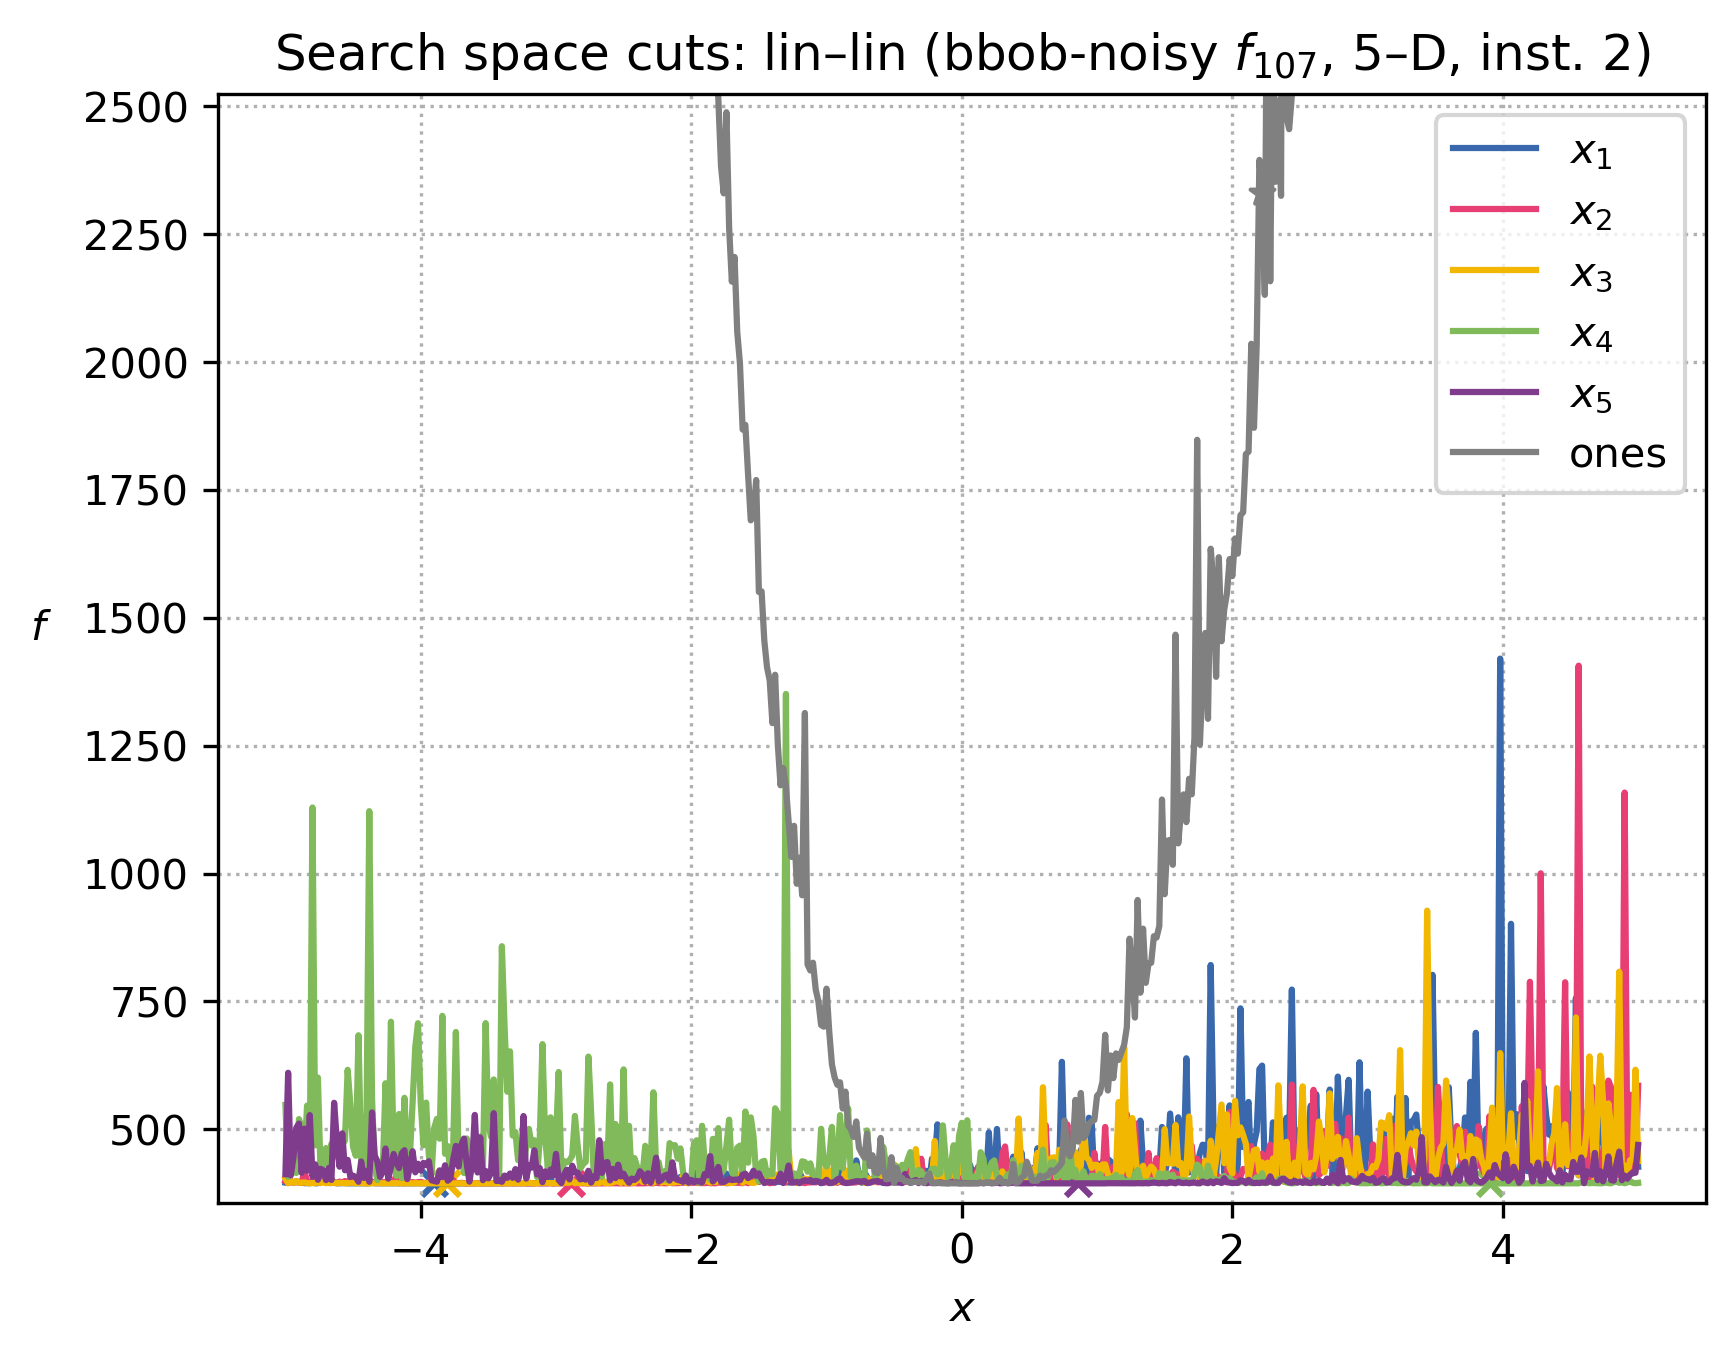 Search space cuts: lin–lin (bbob-noisy f₁₀₇, 5–D, inst. 2)
2500
2250
2000
1750
1500
1250
1000
750
500
f
−4
−2
0
2
4
x
x₁
x₂
x₃
x₄
x₅
ones